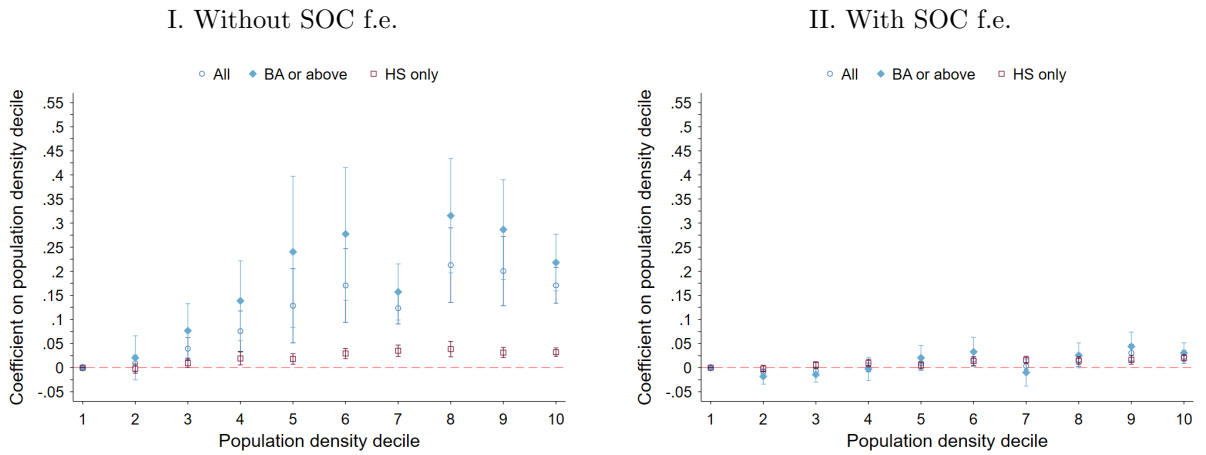 I. Without SOC f.e.
All BA or above HS only
Coefficient on population density decile
.55
.5
.45
.4
.35
.3
.25
.2
.15
.1
.05
0
-.05
1 2 3 4 5 6 7 8 9 10
Population density decile
II. With SOC f.e.
All BA or above HS only
Coefficient on population density decile
.55
.5
.45
.4
.35
.3
.25
.2
.15
.1
.05
0
-.05
1 2 3 4 5 6 7 8 9 10
Population density decile